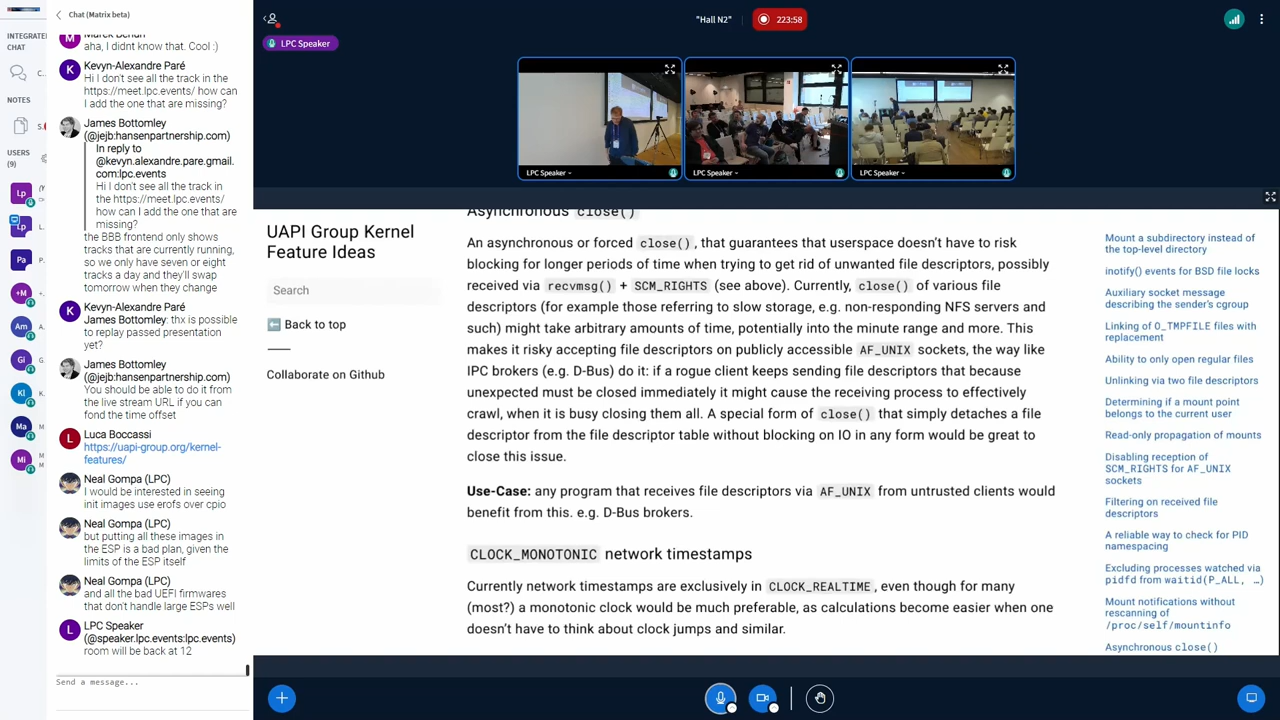 INTEGRATE
CHAT
C..
NOTES
S.
USERS
(9)
Lp
L.
Pa
P.
+M
Am
A.
Gi
G.
Kl
K.
Ma
Mi
M
Chat (Matrix beta)
aha, I didnt know that. Cool :)
K
Kevyn-Alexandre Paré
Hi I don't see all the track in the
https://meet.lpc.events/ how can
I add the one that are missing?
James Bottomley
(@jejb:hansenpartnership.com)
In reply to
@kevyn.alexandre.pare.gmail.
com:lpc.events
Hi I don't see all the track in
the https://meet.lpc.events/
how can I add the one that are
missing?
the BBB frontend only shows
tracks that are currently running,
so we only have seven or eight
tracks a day and they'll swap
tomorrow when they change
K
Kevyn-Alexandre Paré
James Bottomley: thx is possible
to replay passed presentation
yet?
James Bottomley
(@jejb:hansenpartnership.com)
You should be able to do it from
the live stream URL if you can
fond the time offset
L
Luca Boccassi
https://uapi-group.org/kernel-
features/
Neal Gompa (LPC)
I would be interested in seeing
init images use erofs over cpio
Neal Gompa (LPC)
but putting all these images in
the ESP is a bad plan, given the
limits of the ESP itself
Neal Gompa (LPC)
and all the bad UEFI firmwares
that don't handle large ESPs well
L
LPC Speaker
(@speaker.lpc.events:lpc.events)
room will be back at 12
Send a message...
"Hall N2"
223:58
LPC Speaker
LPC Speaker
LPC Speaker
LPC Speaker
UAPI Group Kernel
Feature Ideas
Search
Back to top
Collaborate on Github
Asynchronous close()
An asynchronous or forced close(), that guarantees that userspace doesn't have to risk
blocking for longer periods of time when trying to get rid of unwanted file descriptors, possibly
received via recvmsg() + SCM_RIGHTS (see above). Currently, close() of various file
descriptors (for example those referring to slow storage, e.g. non-responding NFS servers and
such) might take arbitrary amounts of time, potentially into the minute range and more. This
makes it risky accepting file descriptors on publicly accessible AF_UNIX sockets, the way like
IPC brokers (e.g. D-Bus) do it: if a rogue client keeps sending file descriptors that because
unexpected must be closed immediately it might cause the receiving process to effectively
crawl, when it is busy closing them all. A special form of close() that simply detaches a file
descriptor from the file descriptor table without blocking on IO in any form would be great to
close this issue.
Use-Case: any program that receives file descriptors via AF_UNIX from untrusted clients would
benefit from this. e.g. D-Bus brokers.
CLOCK_MONOTONIC network timestamps
Currently network timestamps are exclusively in CLOCK_REALTIME, even though for many
(most?) a monotonic clock would be much preferable, as calculations become easier when one
doesn't have to think about clock jumps and similar.
Mount a subdirectory instead of
the top-level directory
inotify() events for BSD file locks
Auxiliary socket message
describing the sender's cgroup
Linking of O_TMPFILE files with
replacement
Ability to only open regular files
Unlinking via two file descriptors
Determining if a mount point
belongs to the current user
Read-only propagation of mounts
Disabling reception of
SCM_RIGHTS for AF_UNIX
sockets
Filtering on received file
descriptors
A reliable way to check for PID
namespacing
Excluding processes watched via
pidfd from waitid(P_ALL, …)
Mount notifications without
rescanning of
/proc/self/mountinfo
Asynchronous close()